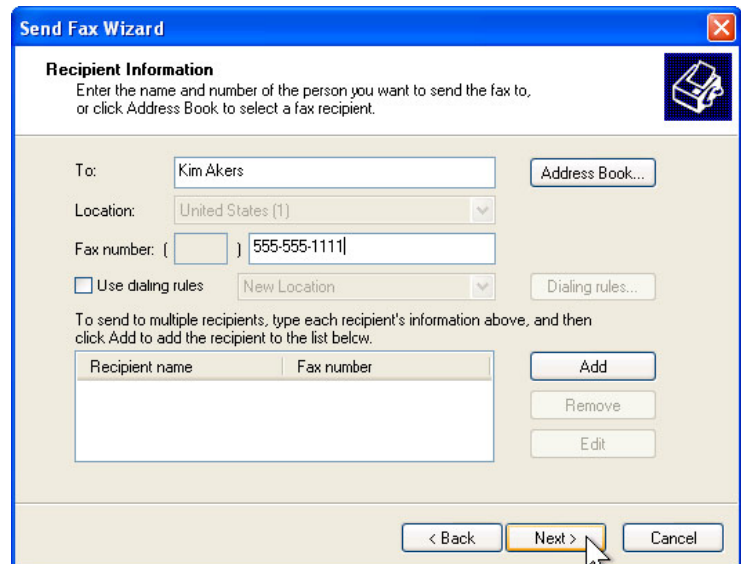 Send Fax Wizard
Recipient Information
Enter the name and number of the person you want to send the fax to,
or click Address Book to select a fax recipient.
To: Kim Akers Address Book...
Location: United States (1)
Fax number: ( ) 555-555-1111
Use dialing rules New Location Dialing rules...
To send to multiple recipients, type each recipient's information above, and then
click Add to add the recipient to the list below.
Recipient name Fax number Add
Remove
Edit
< Back Next > Cancel